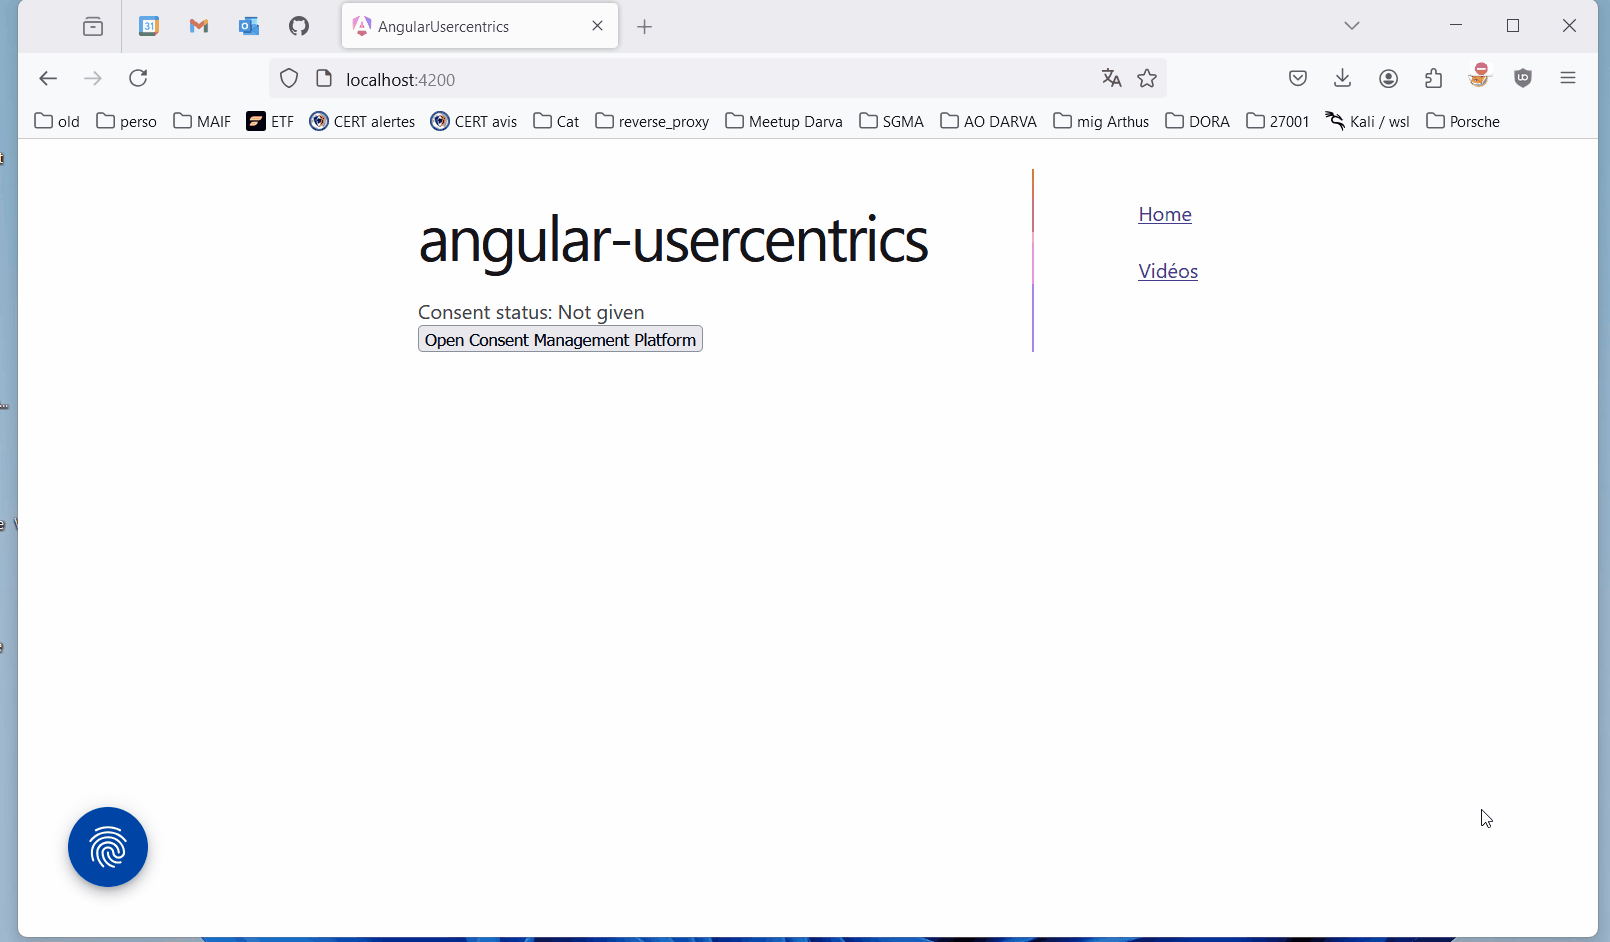 31
AngularUsercentrics
localhost:4200
old perso MAIF ETF CERT alertes CERT avis Cat reverse_proxy Meetup Darva SGMA AO DARVA mig Arthus DORA 27001 Kali / wsl Porsche
angular-usercentrics
Home
Vidéos
Consent status: Not given
Open Consent Management Platform